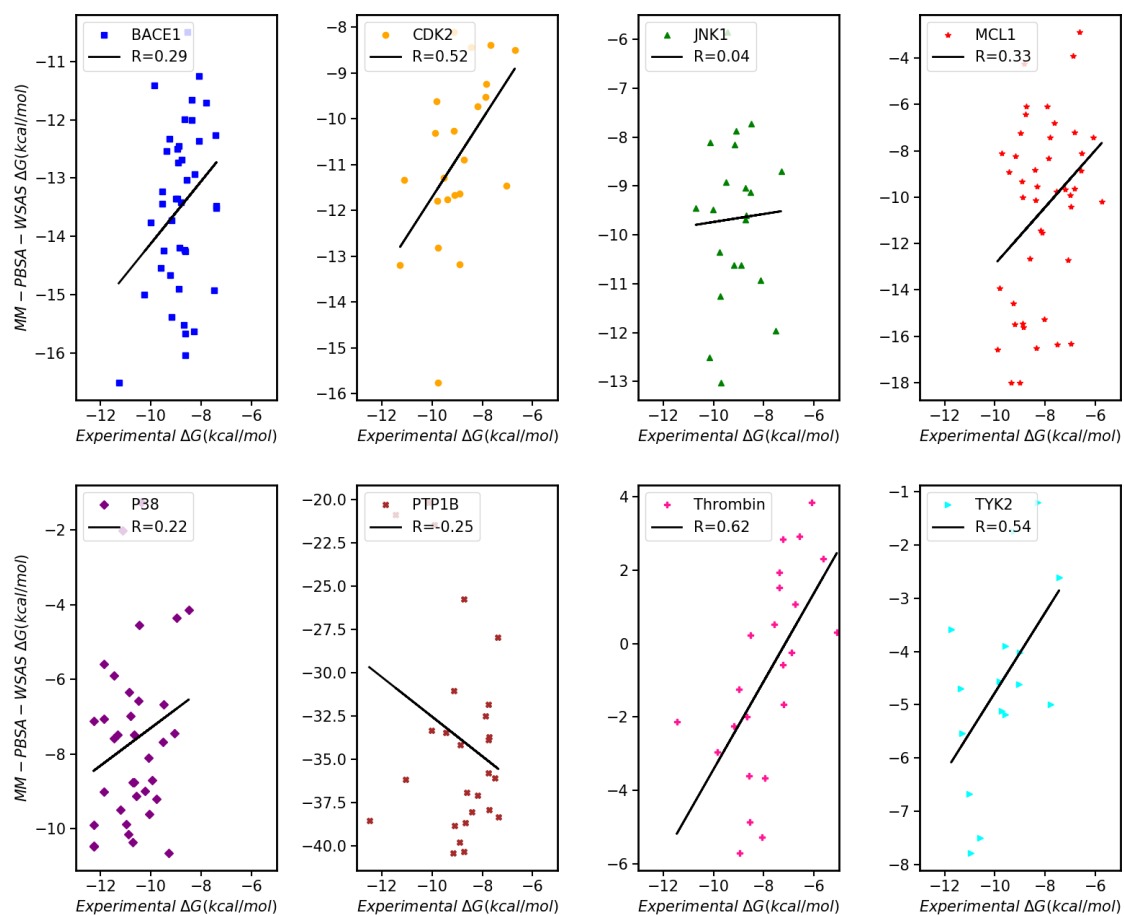 BACE1
R=0.29
−11
−12
−13
−14
−15
−16
−12 −10 −8 −6
Experimental ΔG(kcal/mol)
MM − PBSA − WSAS ΔG(kcal/mol)
CDK2
R=0.52
−8
−9
−10
−11
−12
−13
−14
−15
−16
−12 −10 −8 −6
Experimental ΔG(kcal/mol)
JNK1
R=0.04
−6
−7
−8
−9
−10
−11
−12
−13
−12 −10 −8 −6
Experimental ΔG(kcal/mol)
MCL1
R=0.33
−4
−6
−8
−10
−12
−14
−16
−18
−12 −10 −8 −6
Experimental ΔG(kcal/mol)
P38
R=0.22
−2
−4
−6
−8
−10
−12 −10 −8 −6
Experimental ΔG(kcal/mol)
MM − PBSA − WSAS ΔG(kcal/mol)
PTP1B
R=-0.25
−20.0
−22.5
−25.0
−27.5
−30.0
−32.5
−35.0
−37.5
−40.0
−12 −10 −8 −6
Experimental ΔG(kcal/mol)
Thrombin
R=0.62
4
2
0
−2
−4
−6
−12 −10 −8 −6
Experimental ΔG(kcal/mol)
TYK2
R=0.54
−1
−2
−3
−4
−5
−6
−7
−8
−12 −10 −8 −6
Experimental ΔG(kcal/mol)